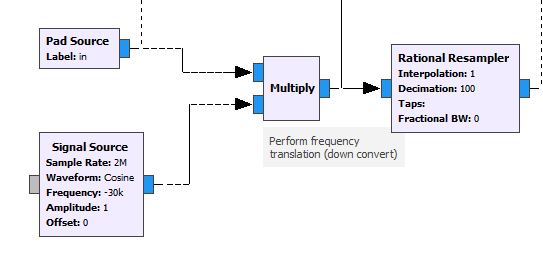 Pad Source
Label: in
Signal Source
Sample Rate: 2M
Waveform: Cosine
Frequency: -30k
Amplitude: 1
Offset: 0
Multiply
Perform frequency
translation (down convert)
Rational Resampler
Interpolation: 1
Decimation: 100
Taps:
Fractional BW: 0